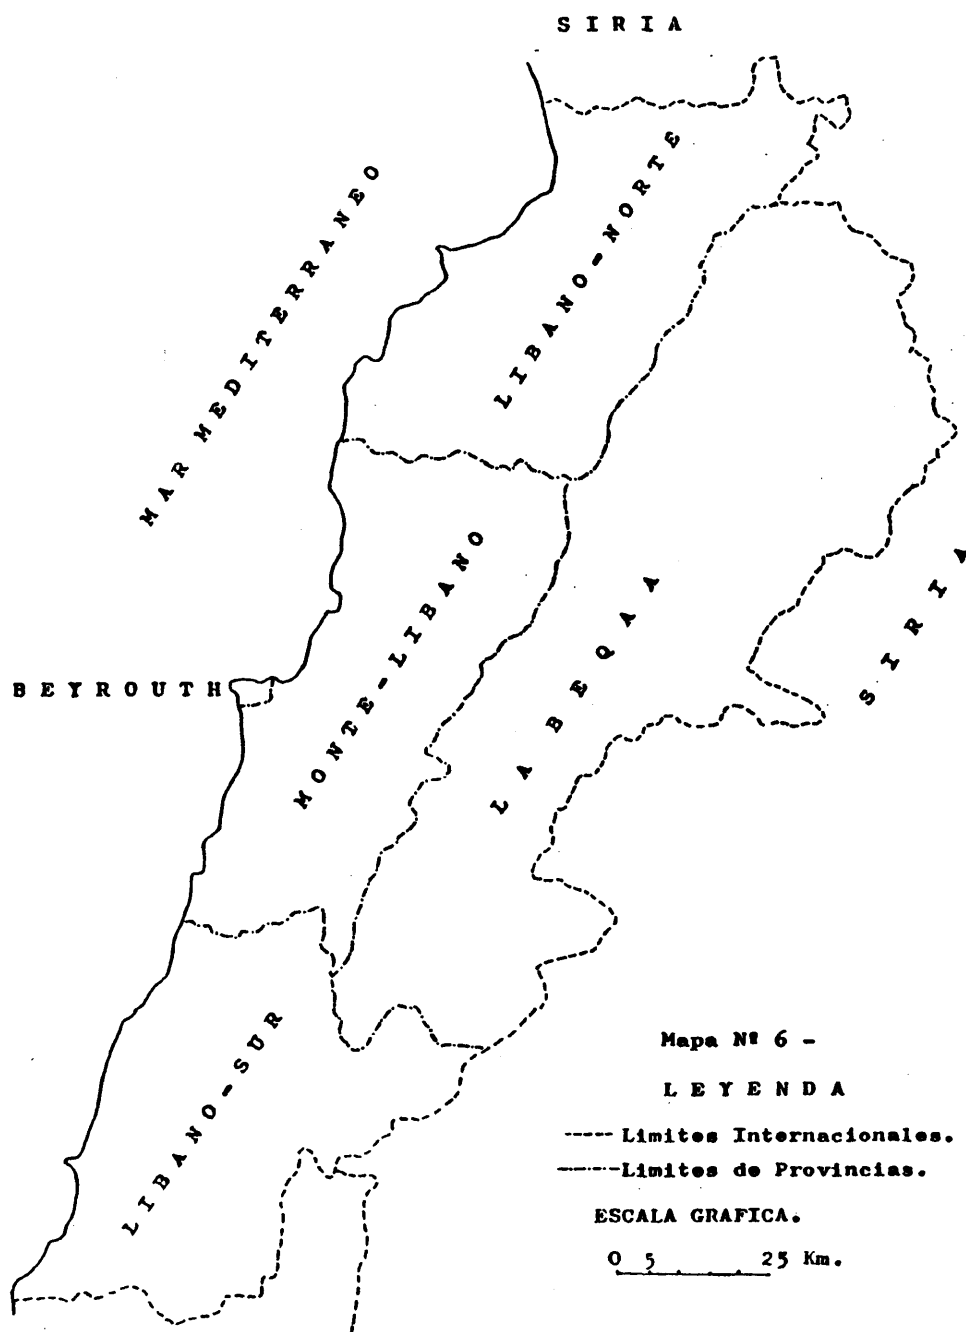 SIRIA
MAR MEDITERRANEO
LIBANO-NORTE
MONTE-LIBANO
BEYROUTH
LA BEQAA
SIRIA
LIBANO-SUR
Mapa Nº 6 -
LEYENDA
Limites Internacionales.
Limites de Provincias.
ESCALA GRAFICA.
0 5 25 Km.